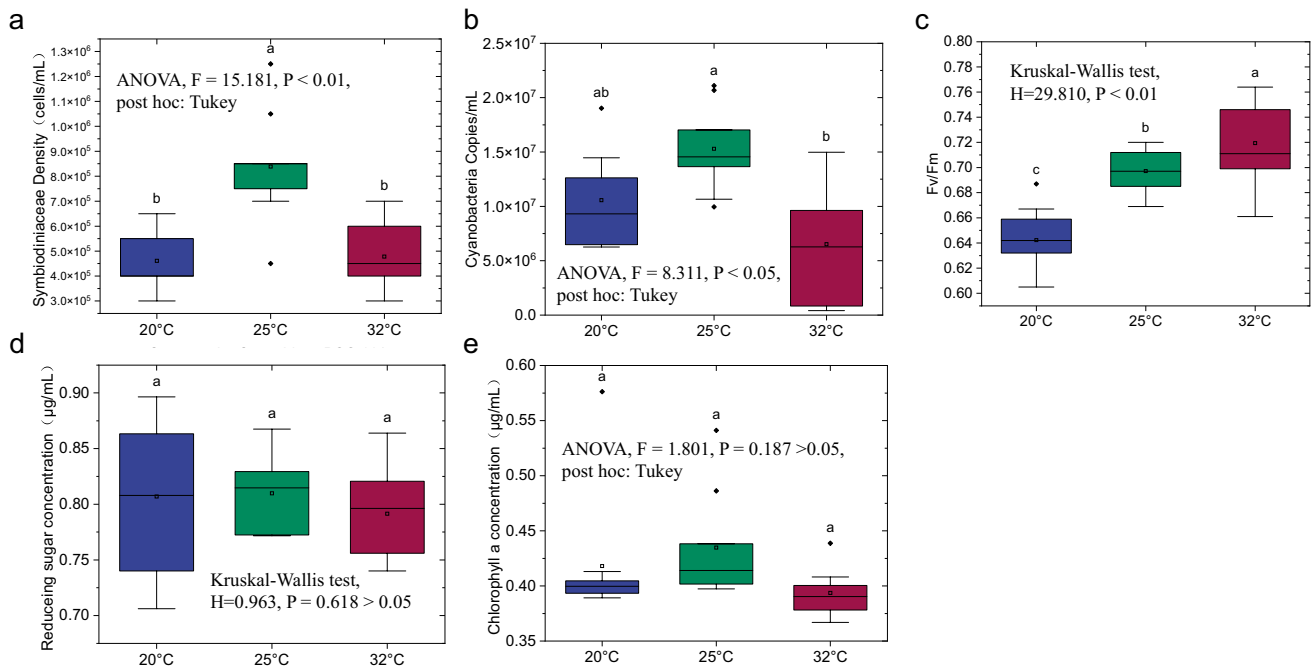 a
Symbiodiniaceae Density（cells/mL）
1.3×10⁶
1.2×10⁶
1.1×10⁶
1.0×10⁶
9.0×10⁵
8.0×10⁵
7.0×10⁵
6.0×10⁵
5.0×10⁵
4.0×10⁵
3.0×10⁵
ANOVA, F = 15.181, P < 0.01,
post hoc: Tukey
b
a
b
20°C
25°C
32°C
b
Cyanobacteria Copies/mL
2.5×10⁷
2.0×10⁷
1.5×10⁷
1.0×10⁷
5.0×10⁶
0.0
ab
a
b
ANOVA, F = 8.311, P < 0.05,
post hoc: Tukey
20°C
25°C
32°C
c
Fv/Fm
0.80
0.78
0.76
0.74
0.72
0.70
0.68
0.66
0.64
0.62
0.60
Kruskal-Wallis test,
H=29.810, P < 0.01
c
b
a
20°C
25°C
32°C
d
Reduceing sugar concentration（μg/mL）
0.90
0.85
0.80
0.75
0.70
a
a
a
Kruskal-Wallis test,
H=0.963, P = 0.618 > 0.05
20°C
25°C
32°C
e
Chlorophyll a concentration（μg/mL）
0.60
0.55
0.50
0.45
0.40
0.35
a
a
a
ANOVA, F = 1.801, P = 0.187 >0.05,
post hoc: Tukey
20°C
25°C
32°C